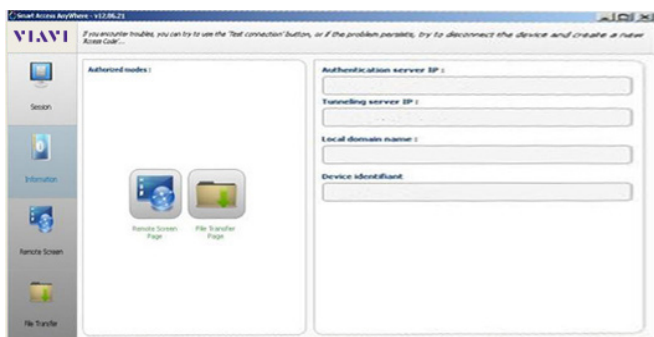 Smart Access AnyWhere - v12.06.21
VIAVI
If you encounter troubles, you can try to use the 'Test connection' button, or if the problem persists, try to disconnect the device and create a new
'Access Code'...
Session
Information
Remote Screen
File Transfer
Authorized modes :
Remote Screen
Page
File Transfer
Page
Authentication server IP :
Tunneling server IP :
Local domain name :
Device identifiant